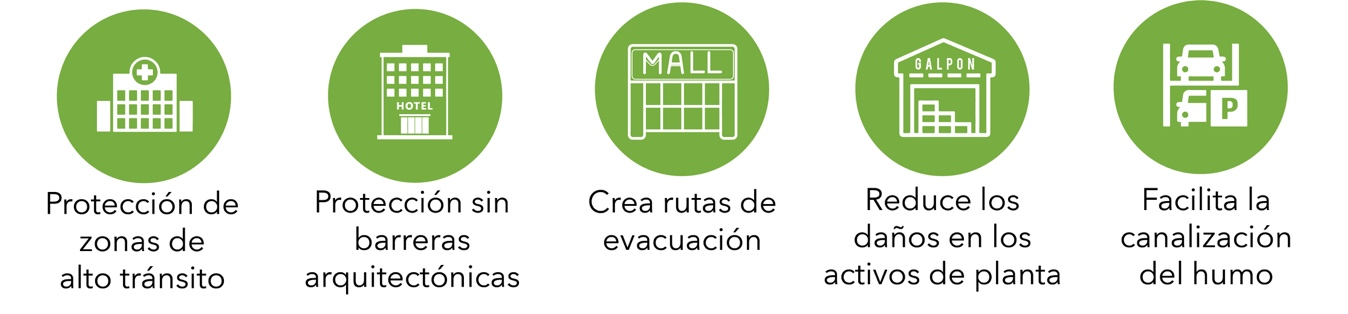 HOTEL
MALL
GALPON
P
Protección de
zonas de
alto tránsito
Protección sin
barreras
arquitectónicas
Crea rutas de
evacuación
Reduce los
daños en los
activos de planta
Facilita la
canalización
del humo